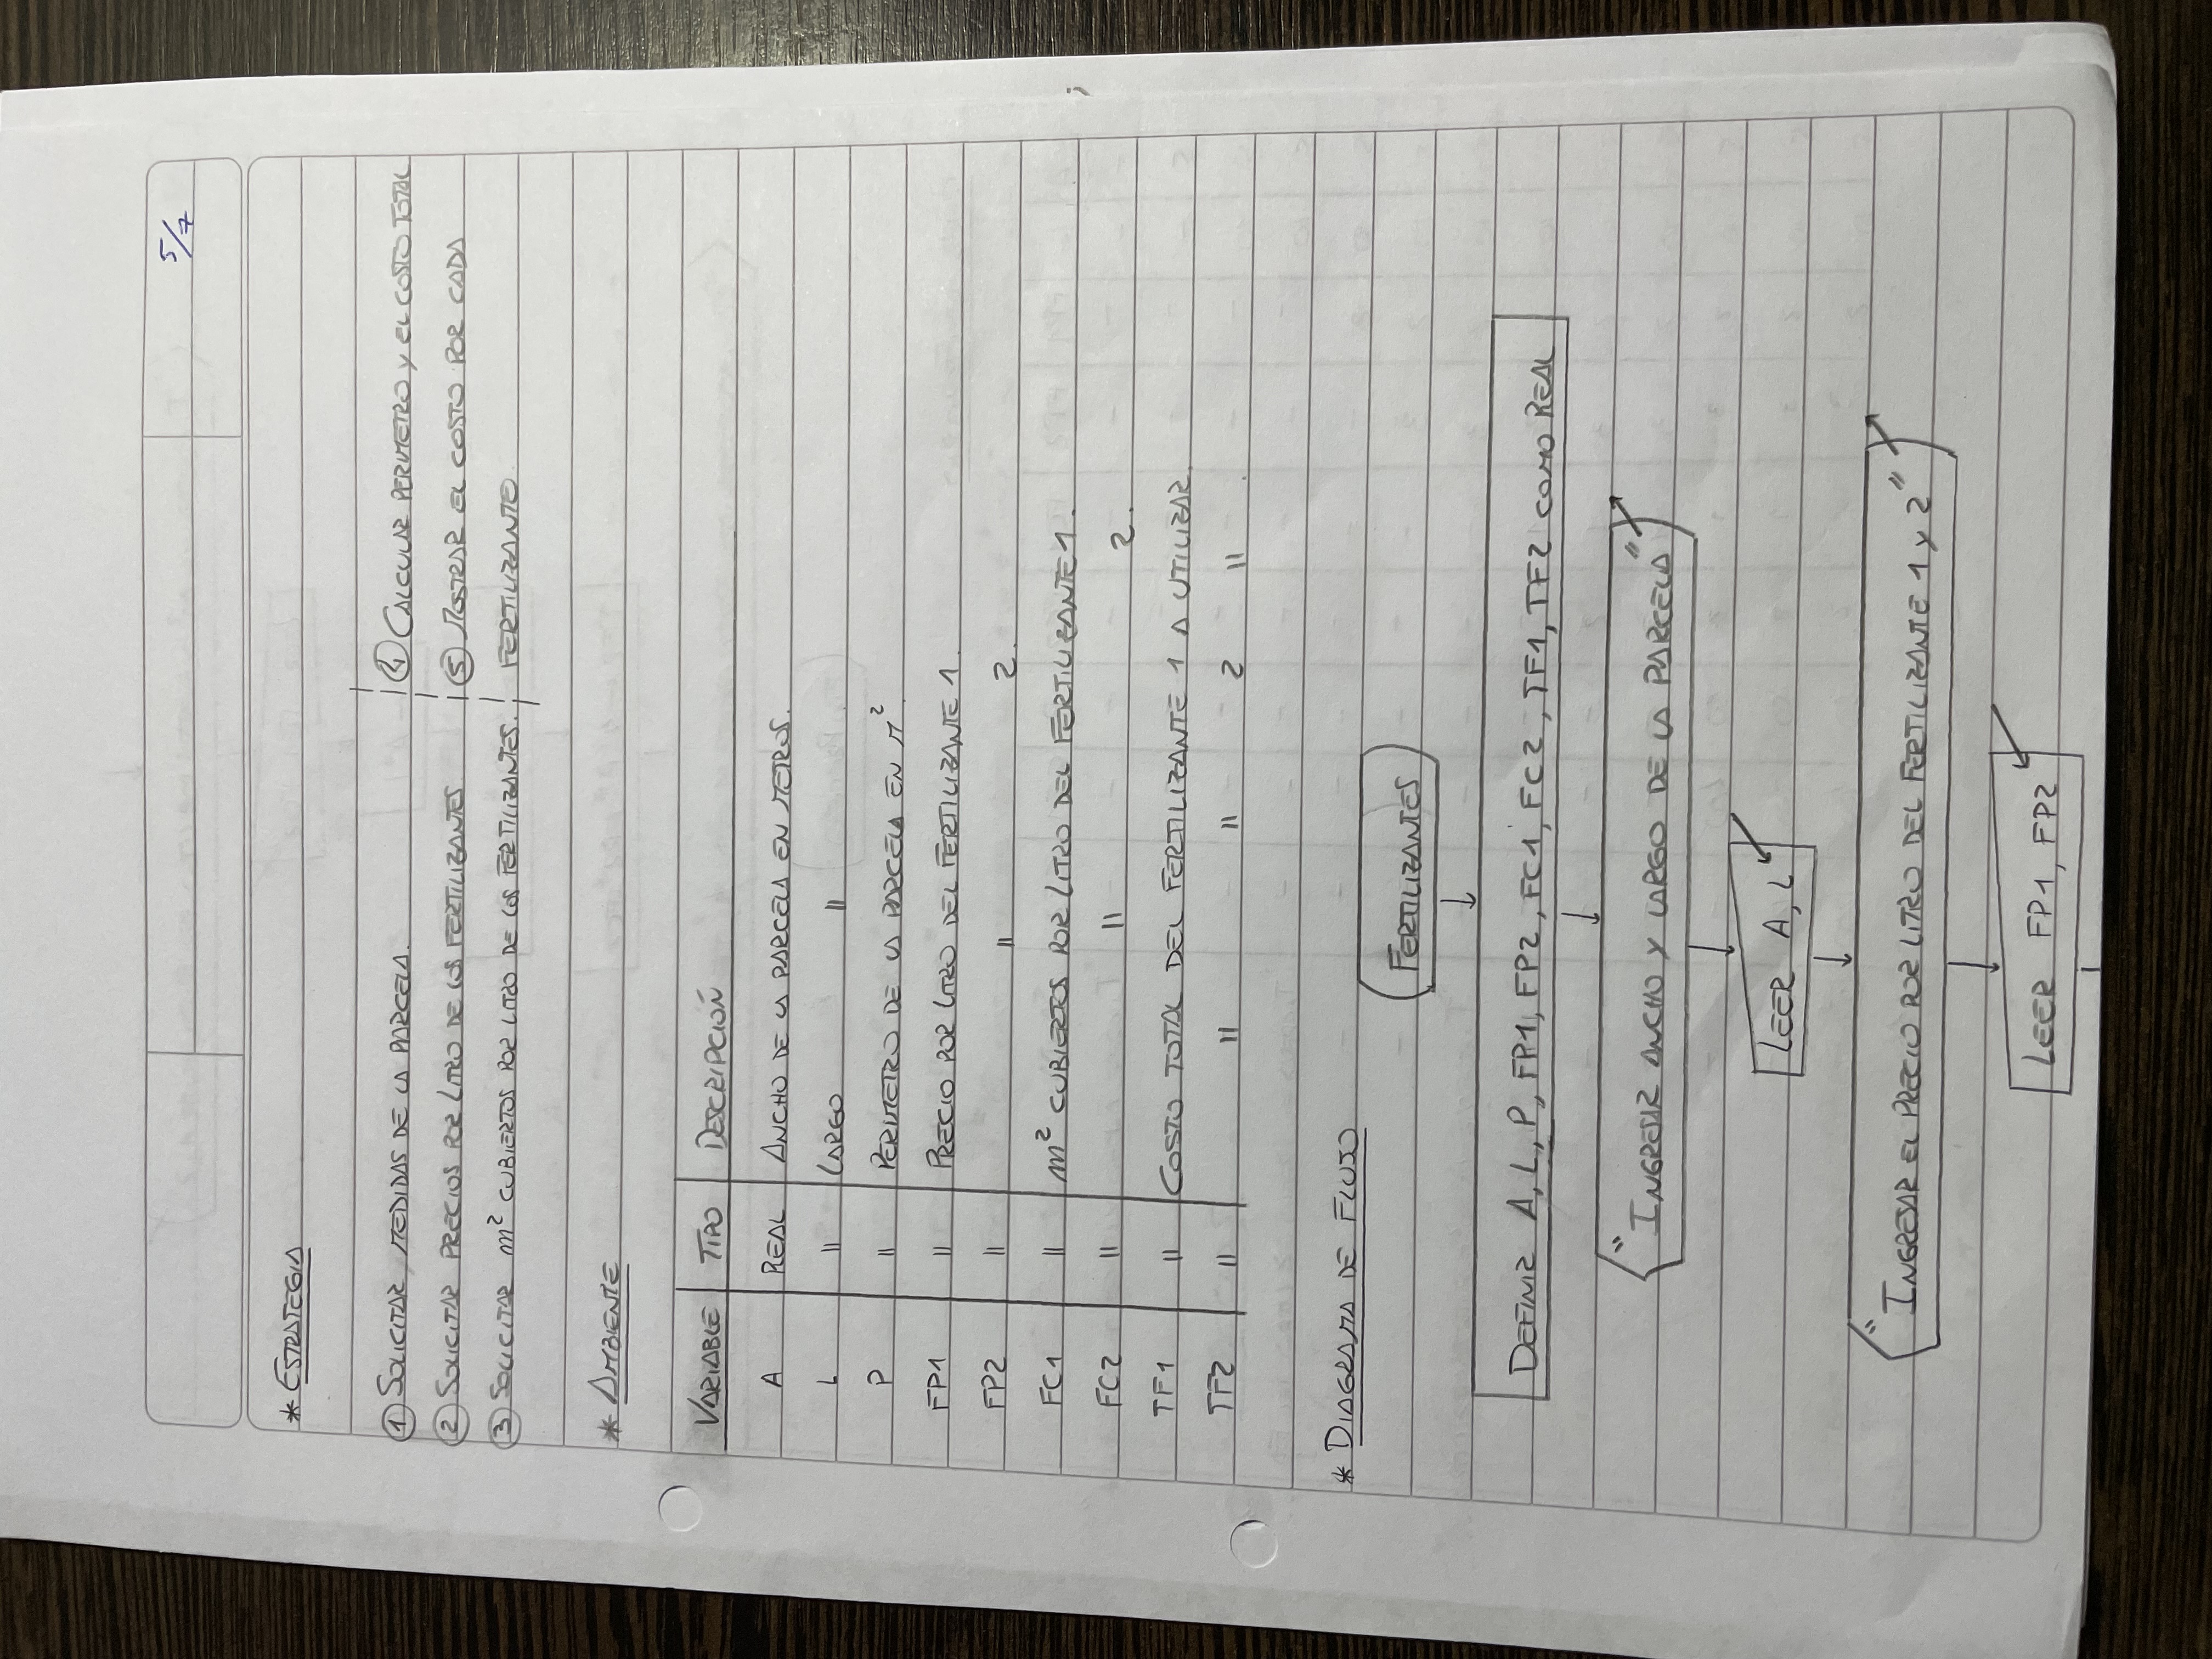 5/7
* ESTRATEGIA
① SOLICITAR MEDIDAS DE LA PARCELA.
② SOLICITAR PRECIOS POR LITRO DE LOS FERTILIZANTES
③ SOLICITAR m² CUBIERTOS POR LITRO DE LOS FERTILIZANTES.
④ CALCULAR PERIMETRO Y EL COSTO TOTAL
⑤ MOSTRAR EL COSTO POR CADA
FERTILIZANTE
* AMBIENTE
VARIABLE TIPO DESCRIPCIÓN
A REAL ANCHO DE LA PARCELA EN METROS.
L " LARGO "
P " PERIMETRO DE LA PARCELA EN M².
FP1 " PRECIO POR LITRO DEL FERTILIZANTE 1.
FP2 " " 2.
FC1 " m² CUBIERTOS POR LITRO DEL FERTILIZANTE 1.
FC2 " " 2.
TF1 " COSTO TOTAL DEL FERTILIZANTE 1 A UTILIZAR.
TF2 " " " 2 " .
* DIAGRAMA DE FLUJO
FERTILIZANTES
DEFINIR A, L, P, FP1, FP2, FC1, FC2, TF1, TF2 COMO REAL
"INGRESAR ANCHO Y LARGO DE LA PARCELA"
LEER A, L
"INGRESAR EL PRECIO POR LITRO DEL FERTILIZANTE 1 Y 2"
LEER FP1, FP2